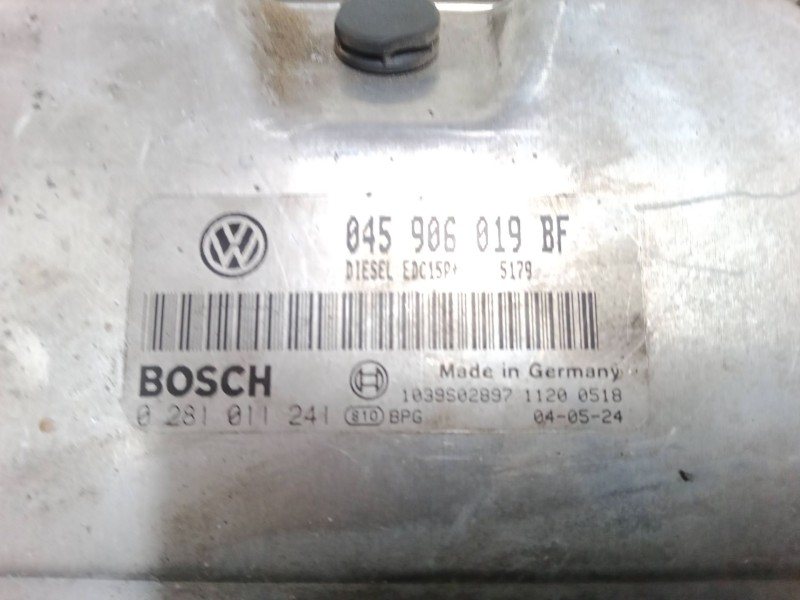 045 906 019 BF
DIESEL EDC15P+ 5179
BOSCH
Made in Germany
1039S02897 1120 0518
0 281 011 241 S10 BPG 04-05-24